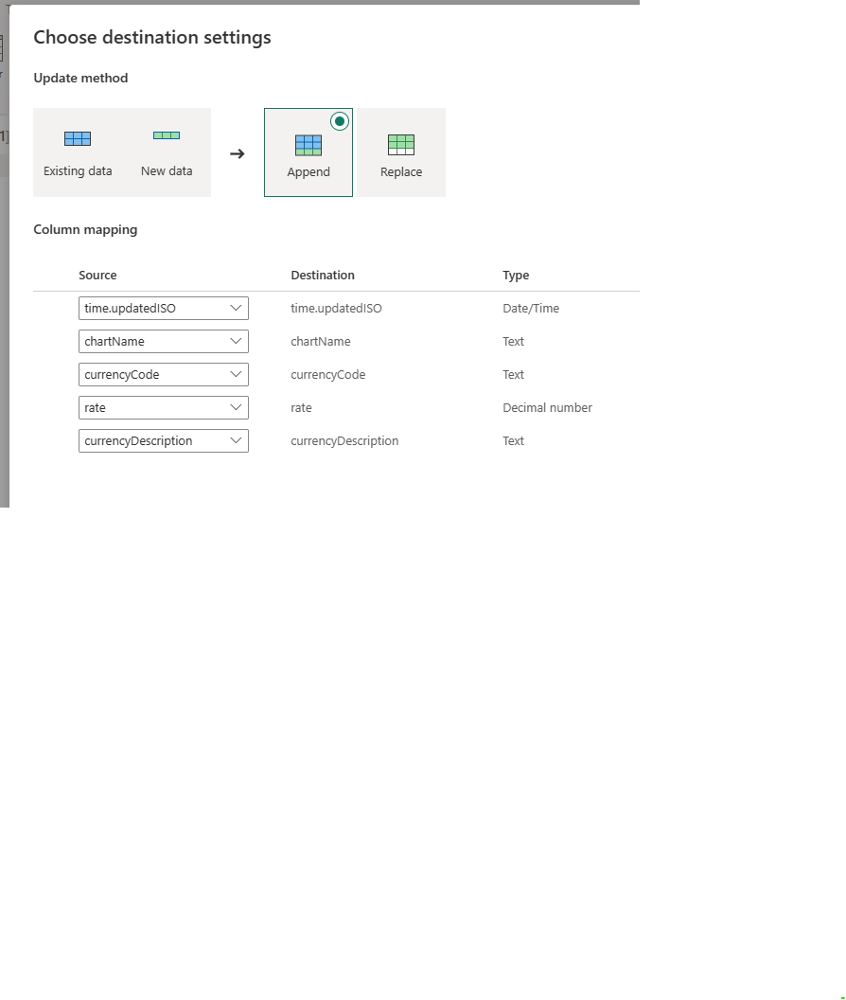 Choose destination settings
Update method
Existing data New data → Append Replace
Column mapping
Source Destination Type
time.updatedISO time.updatedISO Date/Time
chartName chartName Text
currencyCode currencyCode Text
rate rate Decimal number
currencyDescription currencyDescription Text